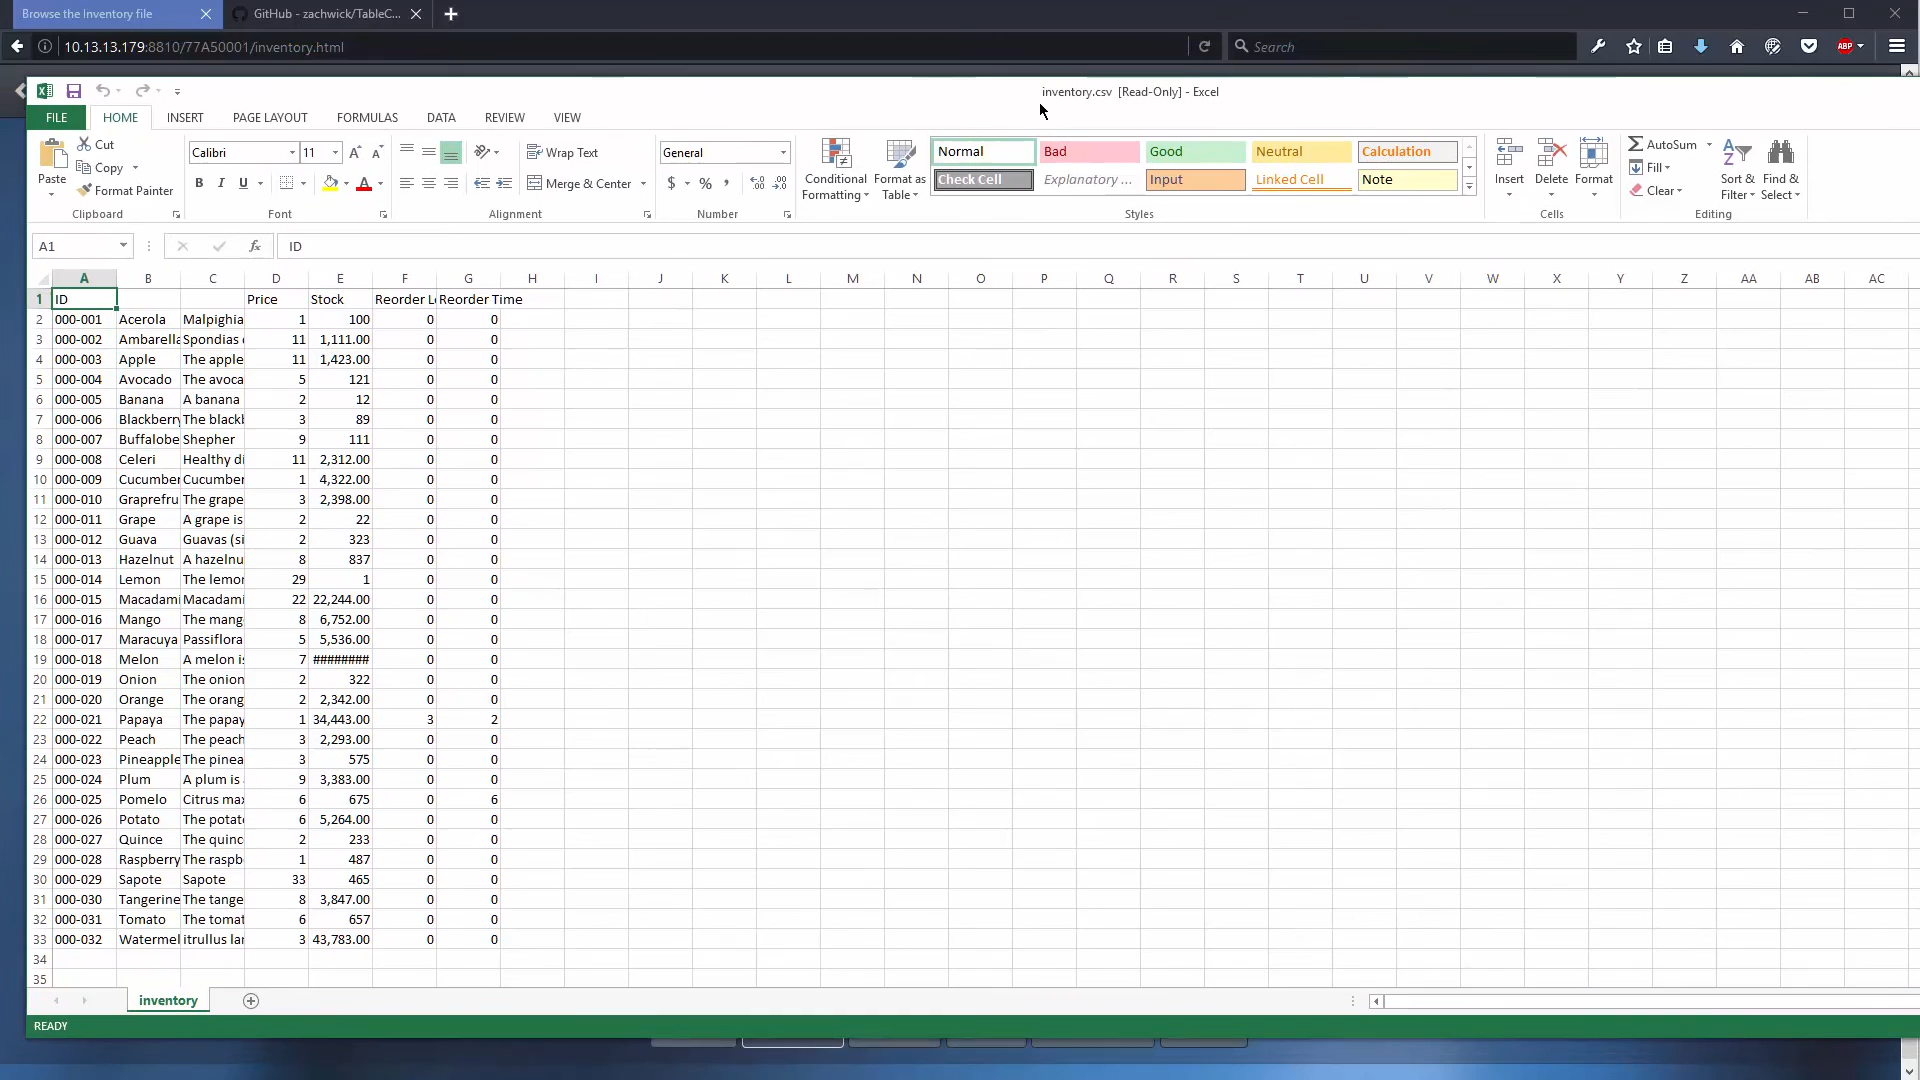 Browse the Inventory file
GitHub - zachwick/TableC...
10.13.13.179:8810/77A50001/inventory.html
Search
ABP
inventory.csv [Read-Only] - Excel
FILE HOME INSERT PAGE LAYOUT FORMULAS DATA REVIEW VIEW
Paste
Cut
Copy
Format Painter
Clipboard
Calibri 11
B I U
Font
Wrap Text
Merge & Center
Alignment
General
$ % ,
Number
Conditional Formatting
Format as Table
Normal Bad Good Neutral Calculation
Check Cell Explanatory ... Input Linked Cell Note
Styles
Insert Delete Format
Cells
AutoSum
Fill
Clear
Sort & Filter
Find & Select
Editing
A1 fx ID
A B C D E F G H I J K L M N O P Q R S T U V W X Y Z AA AB AC
1 ID Price Stock Reorder L Reorder Time
2 000-001 Acerola Malpighia 1 100 0 0
3 000-002 Ambarella Spondias 11 1,111.00 0 0
4 000-003 Apple The apple 11 1,423.00 0 0
5 000-004 Avocado The avoca 5 121 0 0
6 000-005 Banana A banana 2 12 0 0
7 000-006 Blackberry The black 3 89 0 0
8 000-007 Buffalobe Shepher 9 111 0 0
9 000-008 Celeri Healthy di 11 2,312.00 0 0
10 000-009 Cucumber Cucumber 1 4,322.00 0 0
11 000-010 Graprefru The grape 3 2,398.00 0 0
12 000-011 Grape A grape is 2 22 0 0
13 000-012 Guava Guavas (si 2 323 0 0
14 000-013 Hazelnut A hazelnu 8 837 0 0
15 000-014 Lemon The lemon 29 1 0 0
16 000-015 Macadami Macadami 22 22,244.00 0 0
17 000-016 Mango The mang 8 6,752.00 0 0
18 000-017 Maracuya Passiflora 5 5,536.00 0 0
19 000-018 Melon A melon is 7 ######## 0 0
20 000-019 Onion The onion 2 322 0 0
21 000-020 Orange The orang 2 2,342.00 0 0
22 000-021 Papaya The papay 1 34,443.00 3 2
23 000-022 Peach The peach 3 2,293.00 0 0
24 000-023 Pineapple The pinea 3 575 0 0
25 000-024 Plum A plum is 9 3,383.00 0 0
26 000-025 Pomelo Citrus max 6 675 0 6
27 000-026 Potato The potat 6 5,264.00 0 0
28 000-027 Quince The quinc 2 233 0 0
29 000-028 Raspberry The raspb 1 487 0 0
30 000-029 Sapote Sapote 33 465 0 0
31 000-030 Tangerine The tange 8 3,847.00 0 0
32 000-031 Tomato The tomat 6 657 0 0
33 000-032 Watermel itrullus lan 3 43,783.00 0 0
34
35
inventory
READY